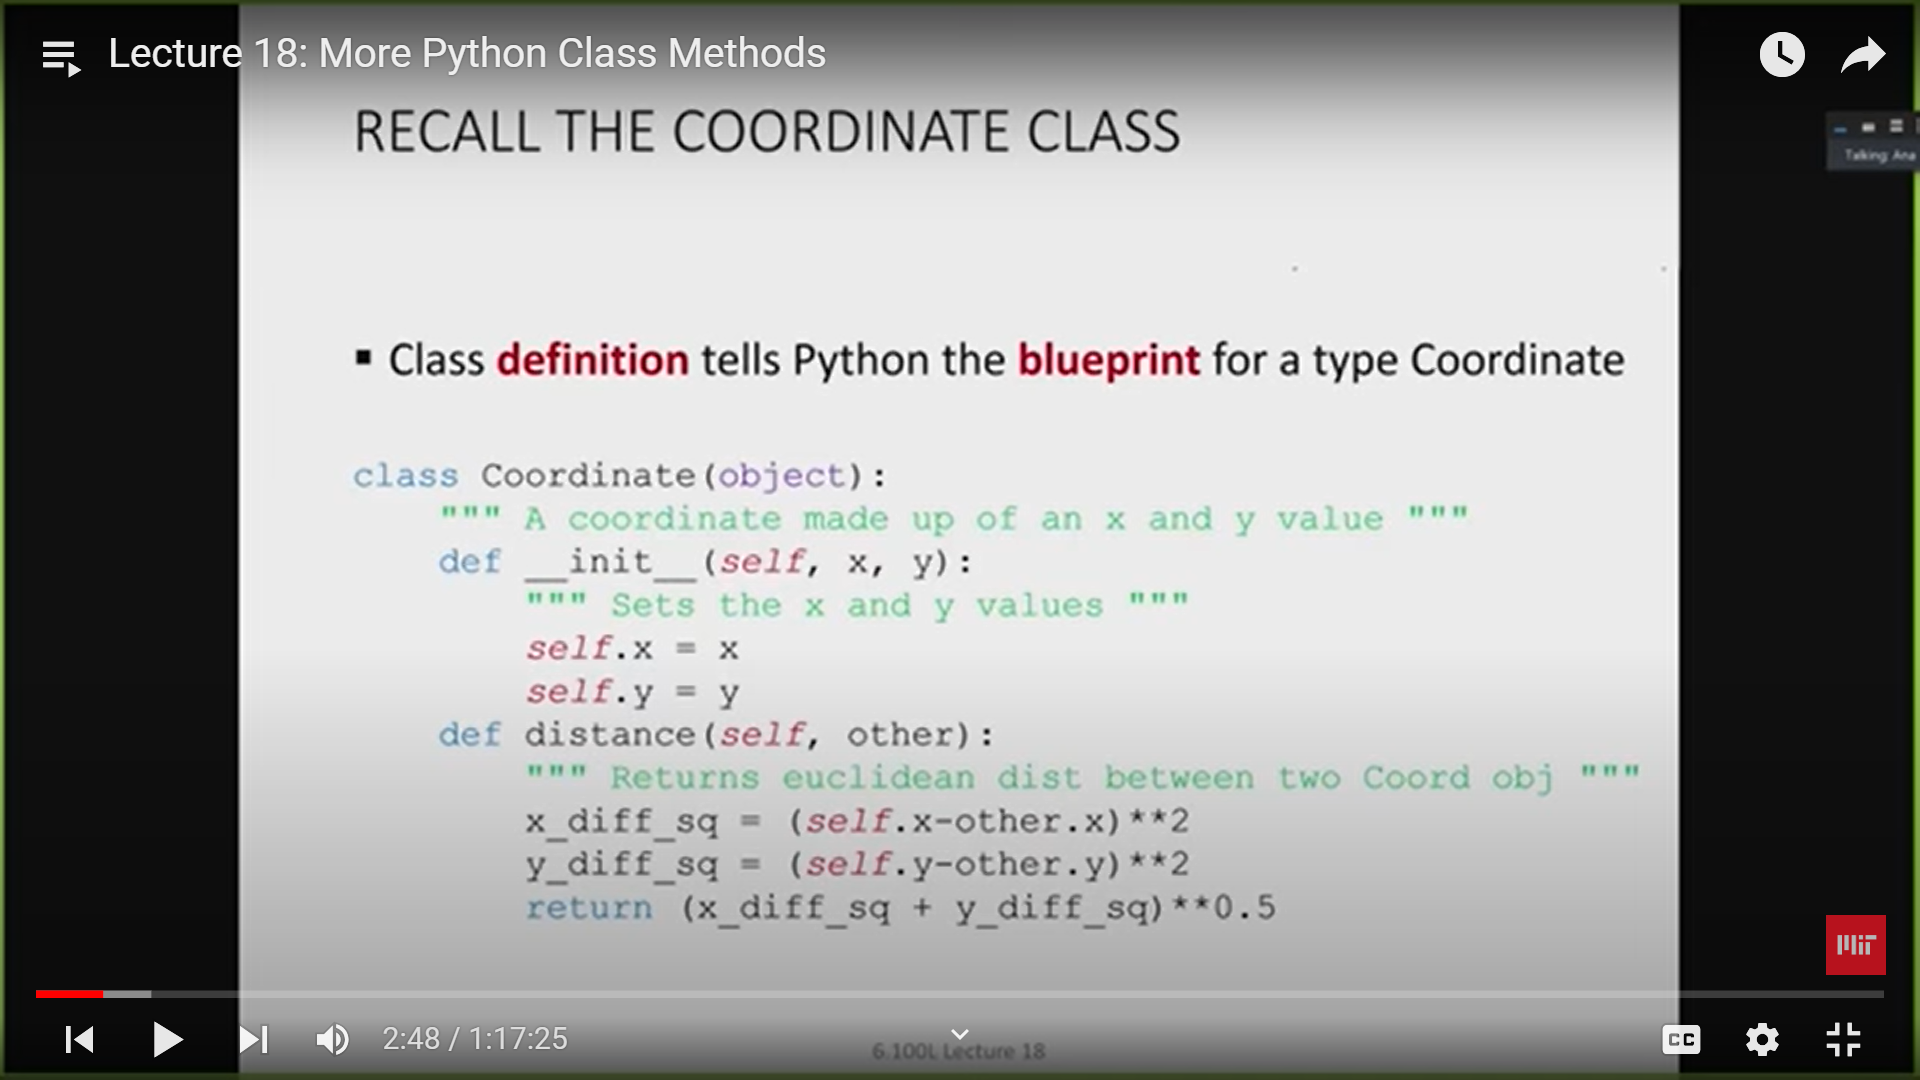 Lecture 18: More Python Class Methods
RECALL THE COORDINATE CLASS
Talking: Ana
▪ Class definition tells Python the blueprint for a type Coordinate
class Coordinate(object):
    """ A coordinate made up of an x and y value """
    def __init__(self, x, y):
        """ Sets the x and y values """
        self.x = x
        self.y = y
    def distance(self, other):
        """ Returns euclidean dist between two Coord obj """
        x_diff_sq = (self.x-other.x)**2
        y_diff_sq = (self.y-other.y)**2
        return (x_diff_sq + y_diff_sq)**0.5
MIT
2:48 / 1:17:25
CC
6.100L Lecture 18